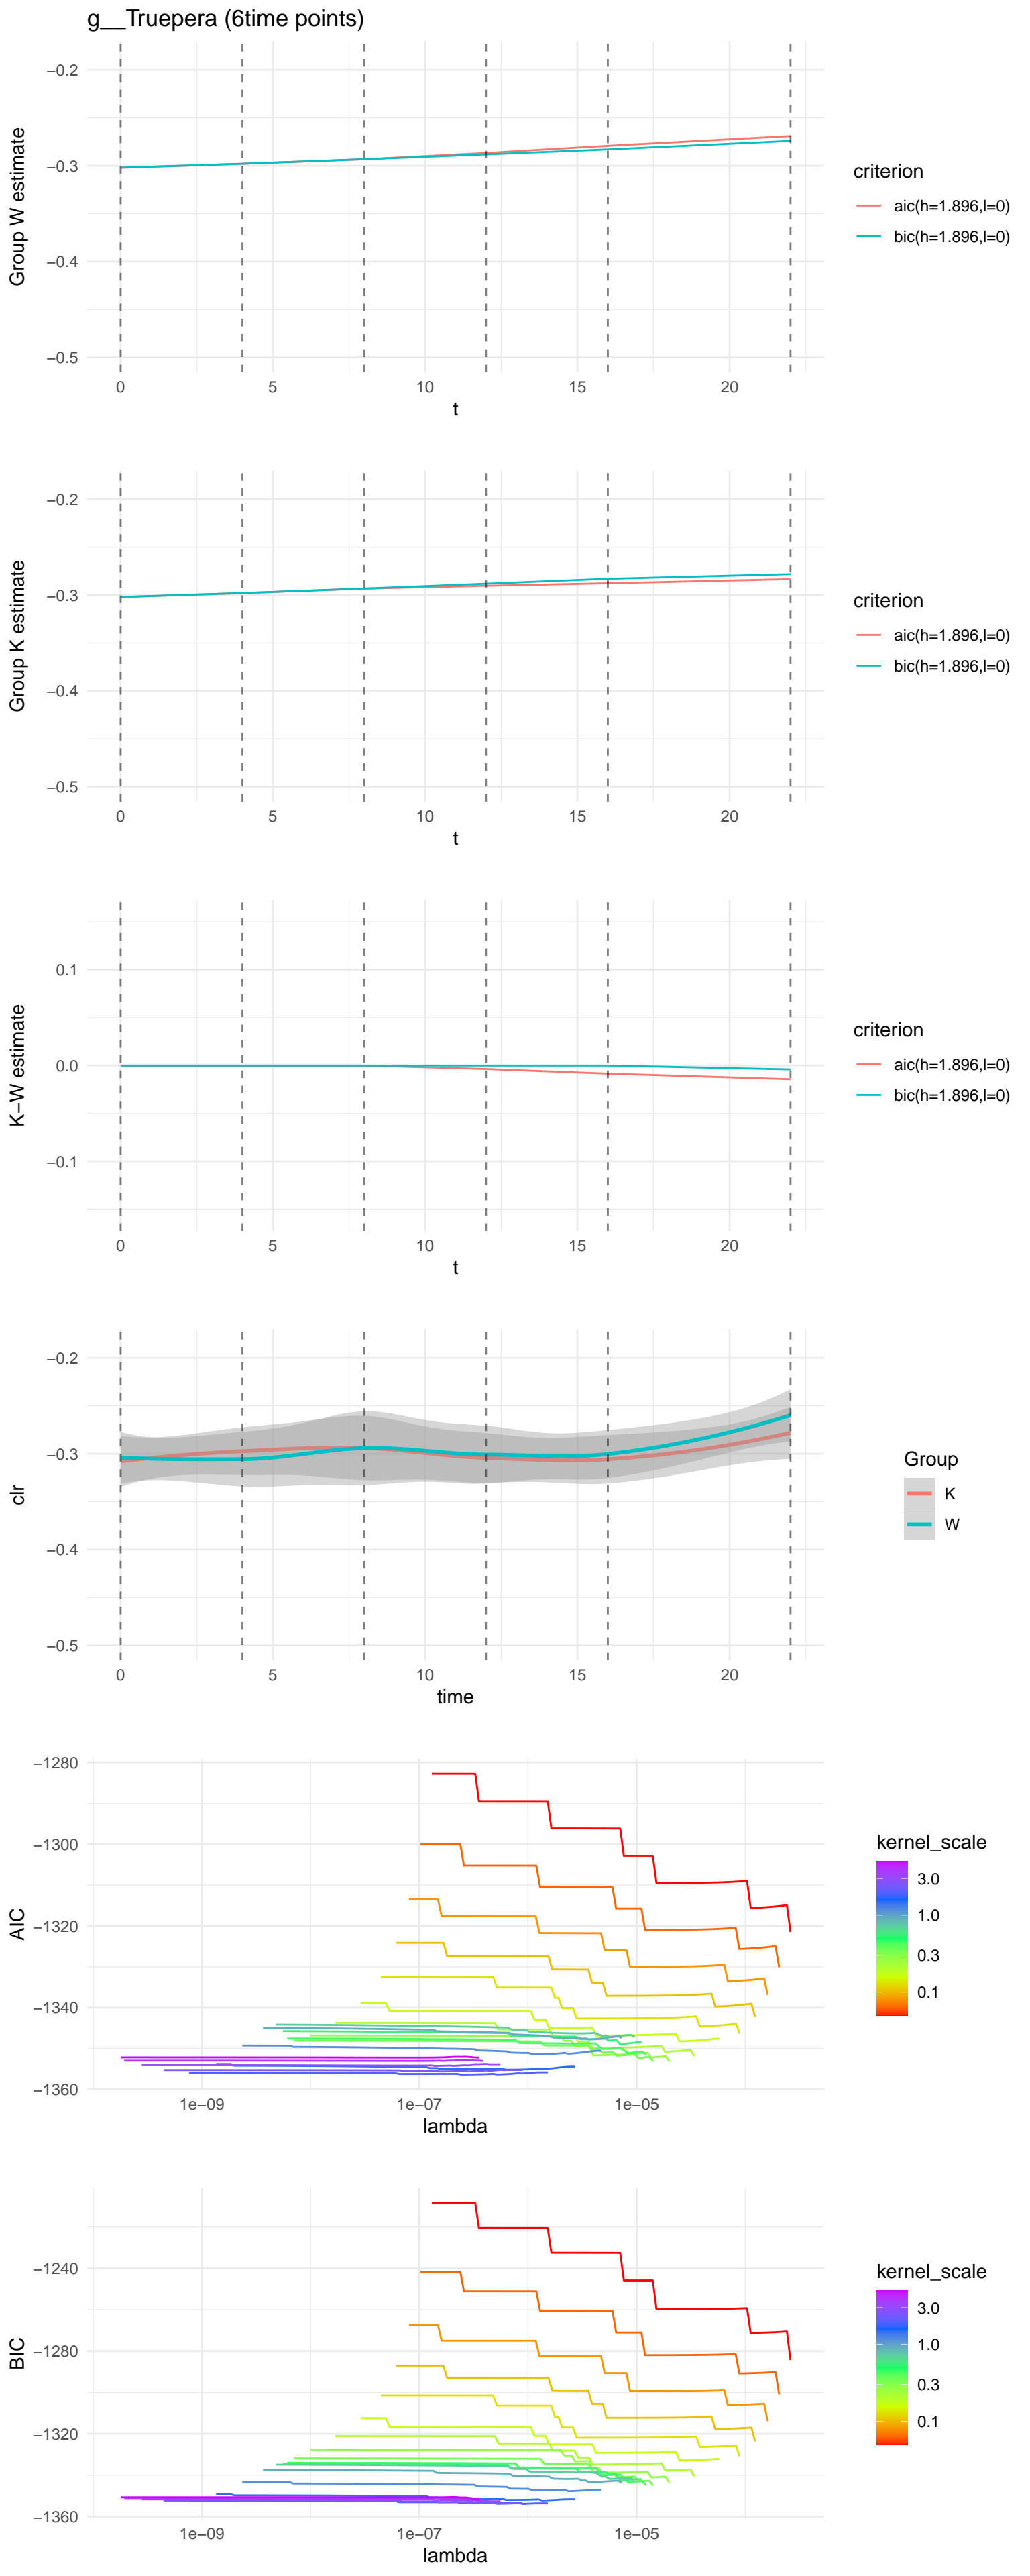 g__Truepera (6time points)
Group W estimate
−0.2
−0.3
−0.4
−0.5
0 5 10 15 20
t
criterion
aic(h=1.896,l=0)
bic(h=1.896,l=0)
Group K estimate
−0.2
−0.3
−0.4
−0.5
0 5 10 15 20
t
criterion
aic(h=1.896,l=0)
bic(h=1.896,l=0)
K−W estimate
0.1
0.0
−0.1
0 5 10 15 20
t
criterion
aic(h=1.896,l=0)
bic(h=1.896,l=0)
clr
−0.2
−0.3
−0.4
−0.5
0 5 10 15 20
time
Group
K
W
AIC
−1280
−1300
−1320
−1340
−1360
1e−09 1e−07 1e−05
lambda
kernel_scale
3.0
1.0
0.3
0.1
BIC
−1240
−1280
−1320
−1360
1e−09 1e−07 1e−05
lambda
kernel_scale
3.0
1.0
0.3
0.1